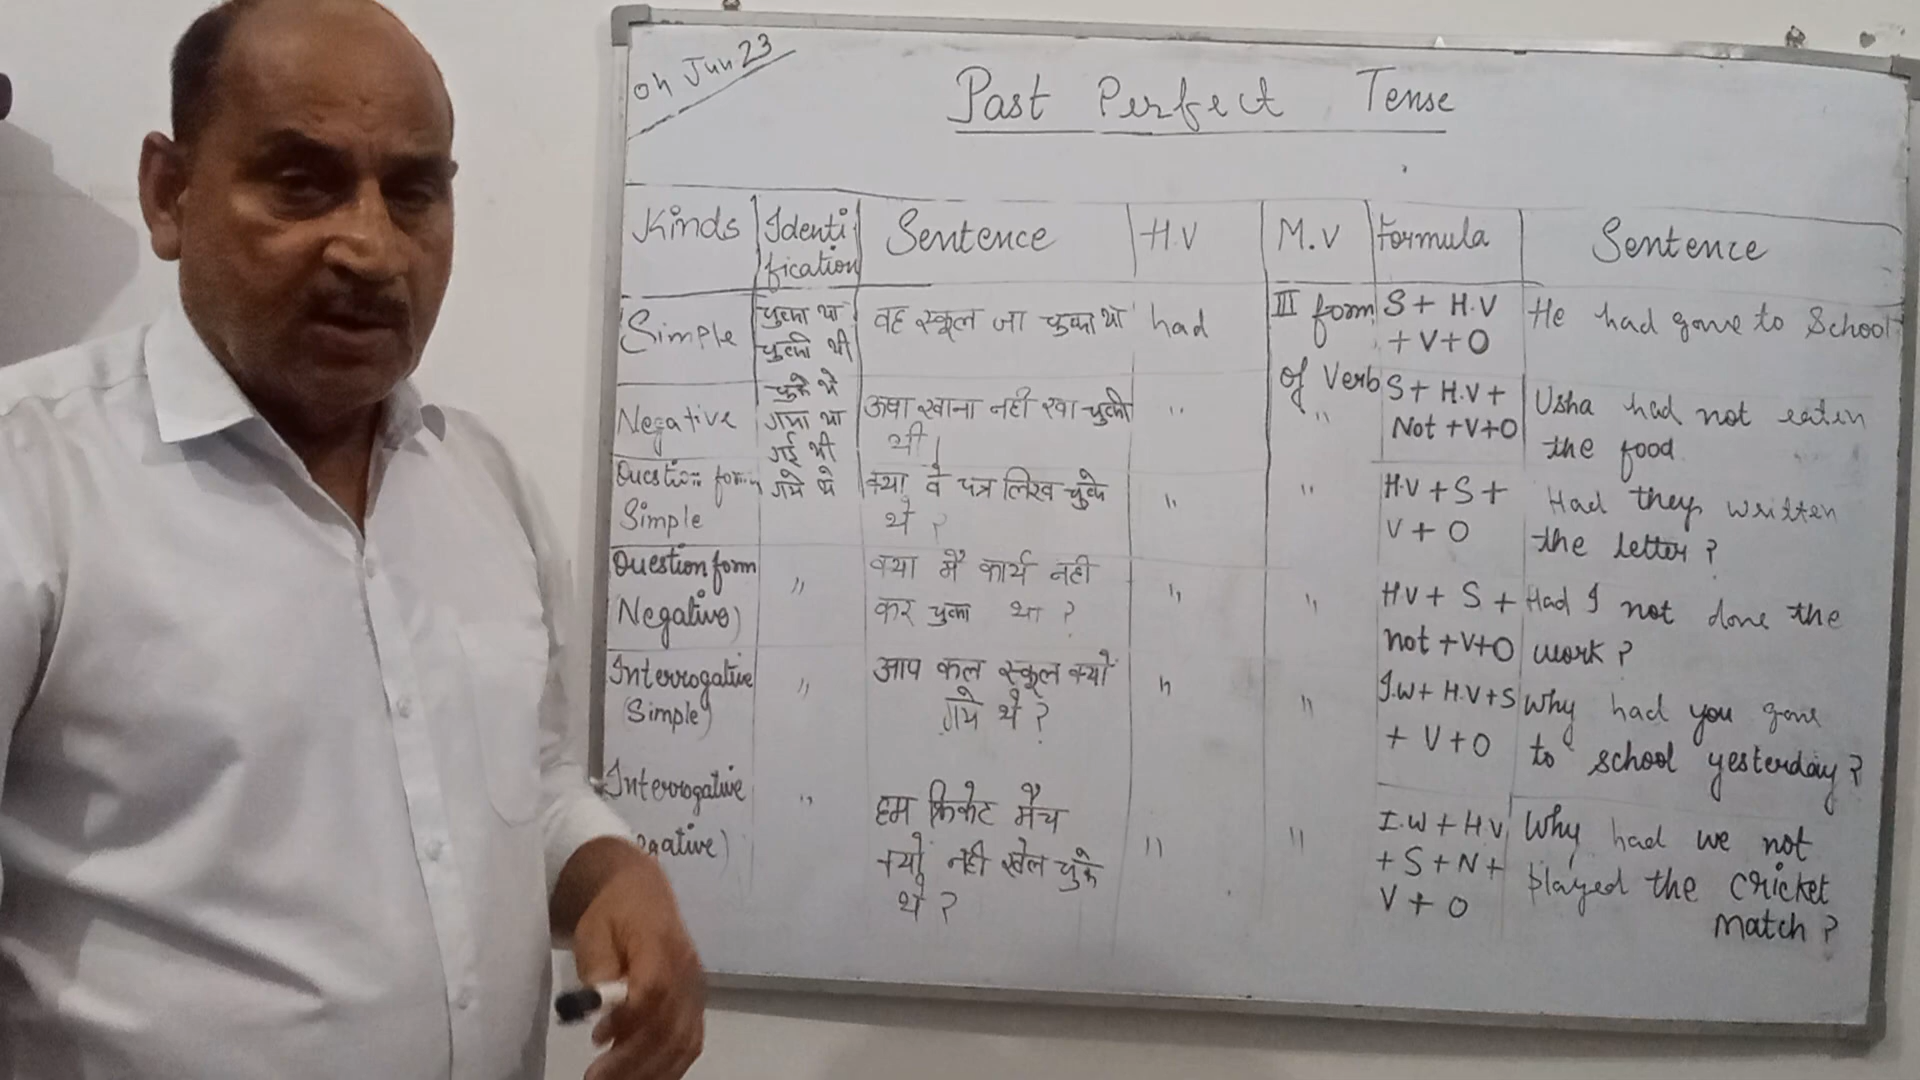 on Jun 23
Past Perfect Tense
Kinds Identi Sentence H.V M.V Formula Sentence
fication
Simple चुका था वह स्कूल जा चुका था had III form S + H.V He had gone to School
चुकी थी + V + O
चुके थे of Verb
Negative गया था ऊषा खाना नही खा चुकी " " S + H.V + Usha had not eaten
गई थी थी। Not + V + O the food
Question form गये थे क्या वे पत्र लिख चुके " " H.V + S + Had they written
Simple थे ? V + O the letter ?
Question form " क्या मै कार्य नही " " HV + S + Had I not done the
(Negative) कर चुका था ? not + V + O work ?
Interrogative " आप कल स्कूल क्यों " " I.W + H.V + S Why had you gone
(Simple) गये थे ? + V + O to school yesterday ?
Interrogative " हम क्रिकेट मैच " " I.W + H.V Why had we not
gative) क्यों नही खेल चुके + S + N + played the cricket
थे ? V + O match ?